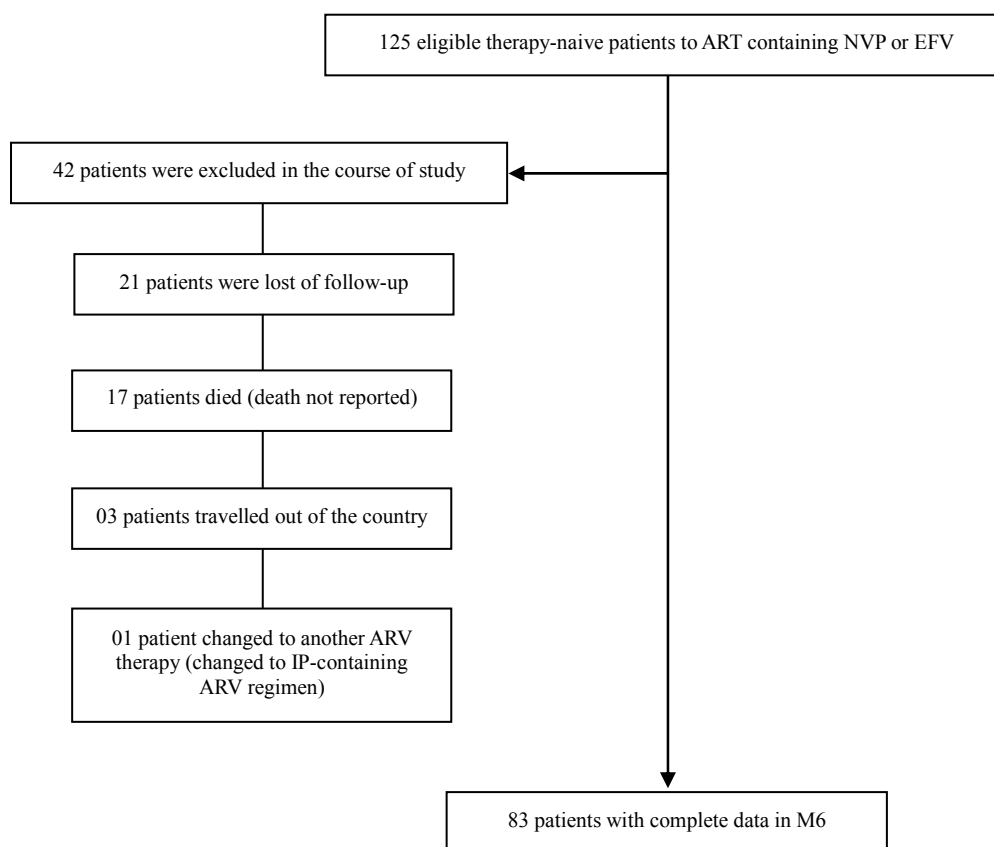 125 eligible therapy-naive patients to ART containing NVP or EFV
42 patients were excluded in the course of study
21 patients were lost of follow-up
17 patients died (death not reported)
03 patients travelled out of the country
01 patient changed to another ARV
therapy (changed to IP-containing
ARV regimen)
83 patients with complete data in M6